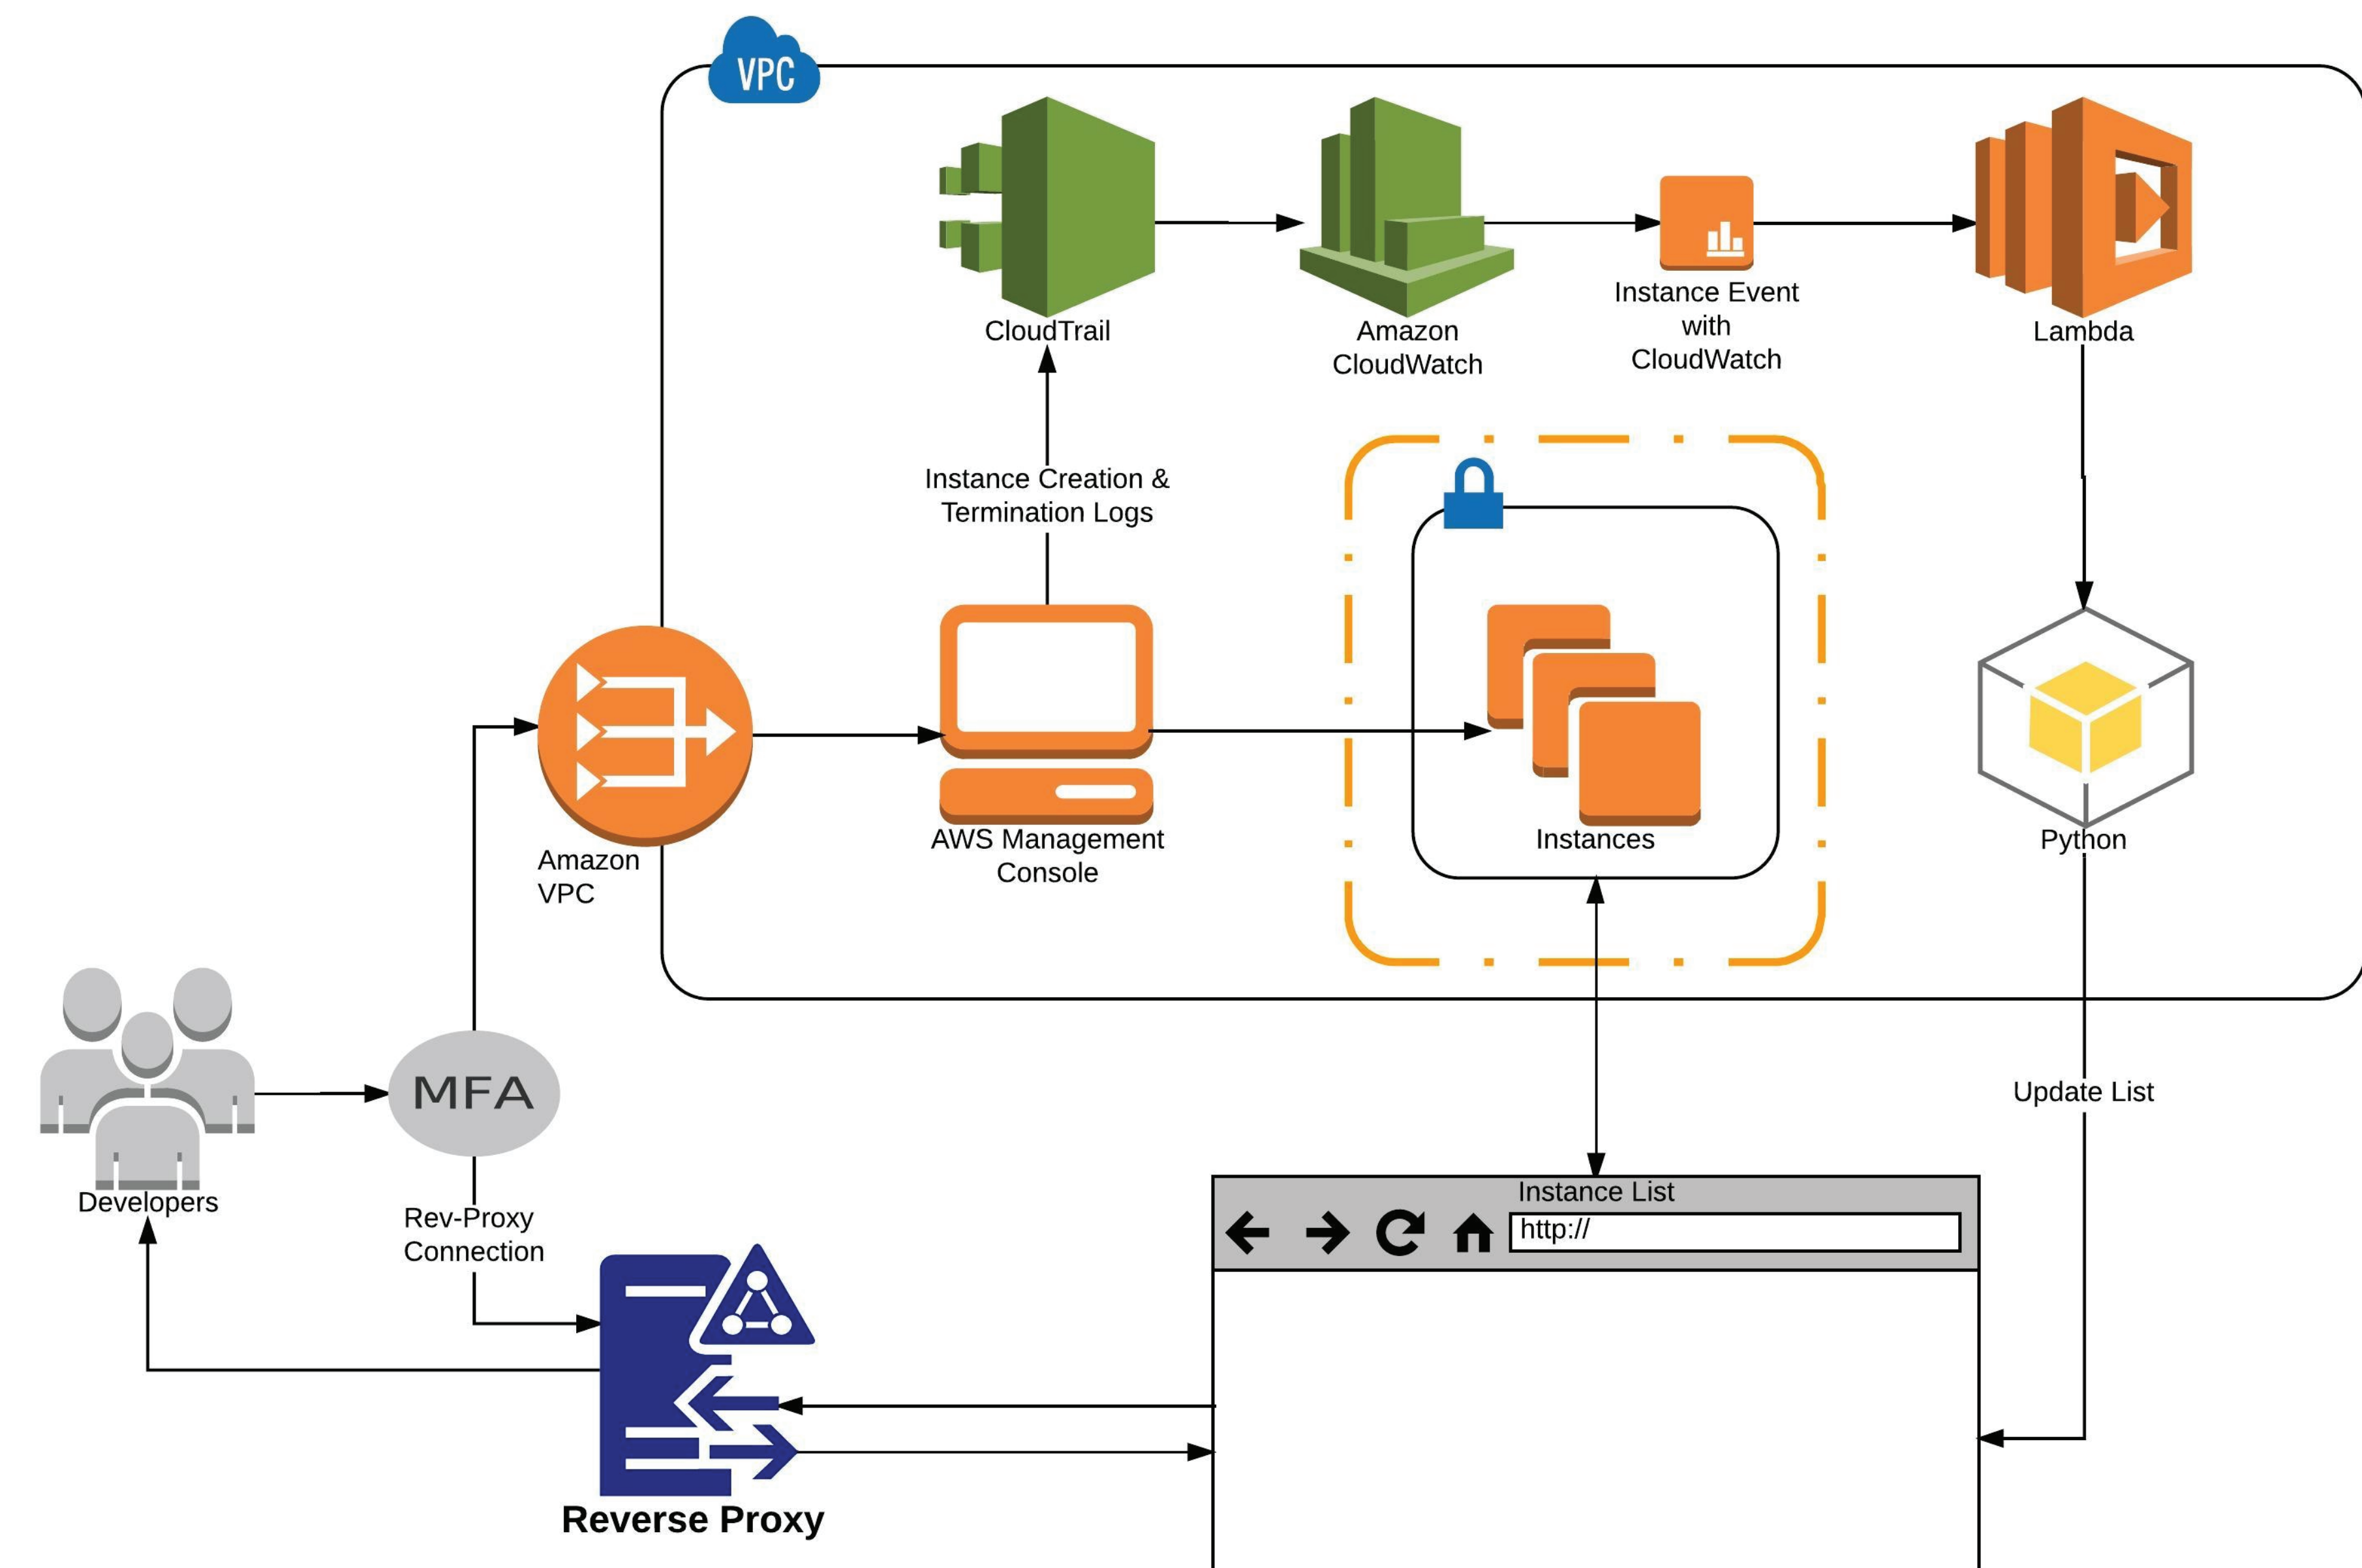 VPC
CloudTrail
Amazon
CloudWatch
Instance Event
with
CloudWatch
Lambda
Instance Creation &
Termination Logs
Amazon
VPC
AWS Management
Console
Instances
Python
Developers
MFA
Rev-Proxy
Connection
Update List
Instance List
http://
Reverse Proxy